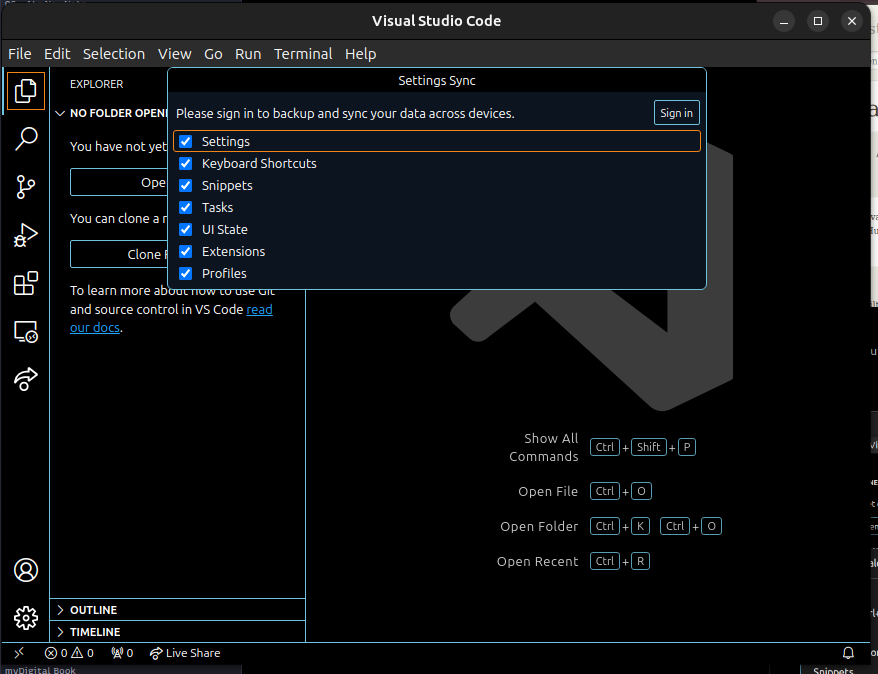 Visual Studio Code
File Edit Selection View Go Run Terminal Help
EXPLORER
Settings Sync
NO FOLDER OPENE
Please sign in to backup and sync your data across devices.
Sign in
You have not yet
Settings
Keyboard Shortcuts
Ope
Snippets
You can clone a r
Tasks
UI State
Clone
Extensions
Profiles
To learn more about how to use Git
and source control in VS Code read
our docs.
Show All
Commands
Ctrl + Shift + P
Open File Ctrl + O
Open Folder Ctrl + K Ctrl + O
Open Recent Ctrl + R
OUTLINE
TIMELINE
0 0 0 Live Share
myDigital Book
Snippets